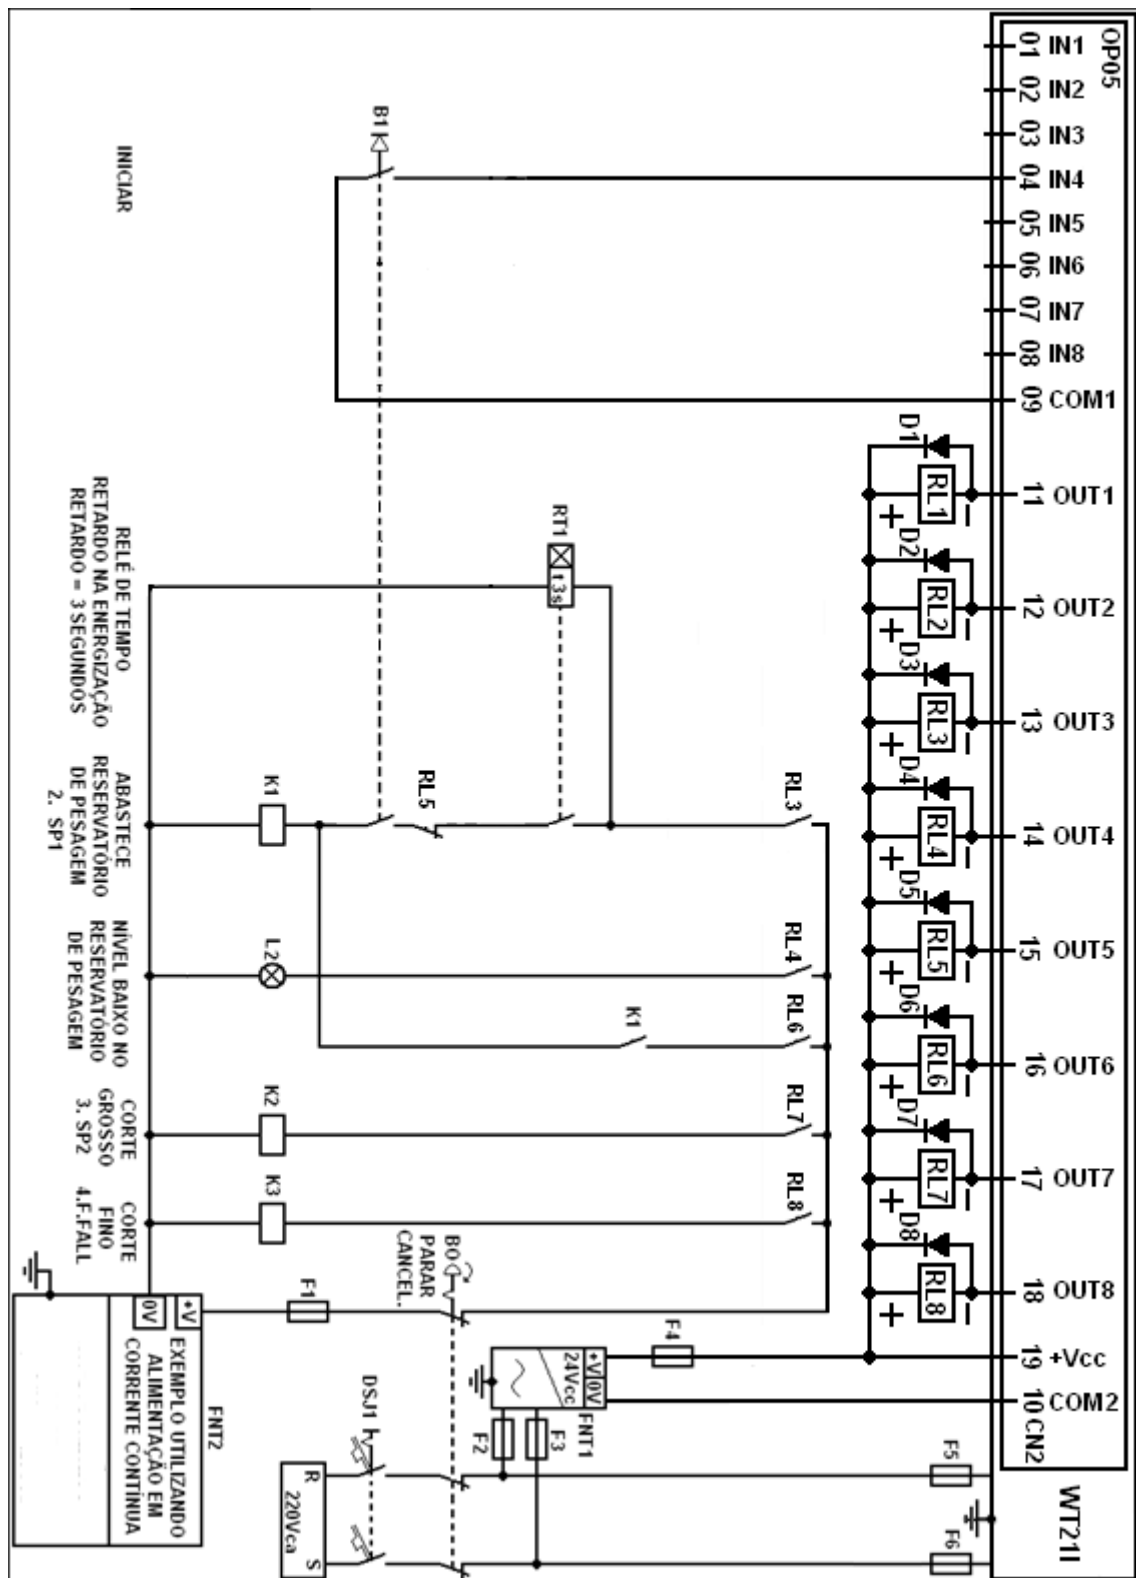 OP05
01 IN1
02 IN2
03 IN3
04 IN4
05 IN5
06 IN6
07 IN7
08 IN8
09 COM1
11 OUT1
12 OUT2
13 OUT3
14 OUT4
15 OUT5
16 OUT6
17 OUT7
18 OUT8
19 +Vcc
10 COM2
CN2
WT21I
D1
RL1
+
-
D2
RL2
+
-
D3
RL3
+
-
D4
RL4
+
-
D5
RL5
+
-
D6
RL6
+
-
D7
RL7
+
-
D8
RL8
+
-
B1
INICIAR
RT1
t 3s
RELÉ DE TEMPO
RETARDO NA ENERGIZAÇÃO
RETARDO = 3 SEGUNDOS
RL3
RL5
K1
ABASTECE
RESERVATÓRIO
DE PESAGEM
2. SP1
RL4
L2
NÍVEL BAIXO NO
RESERVATÓRIO
DE PESAGEM
RL6
K1
RL7
K2
CORTE
GROSSO
3. SP2
RL8
K3
CORTE
FINO
4.F.FALL
B0
PARAR
CANCEL.
F1
F4
+V 0V
24Vcc
FNT1
F2
F3
F5
F6
DSJ1
R
220Vca
S
+V
0V
FNT2
EXEMPLO UTILIZANDO
ALIMENTAÇÃO EM
CORRENTE CONTÍNUA